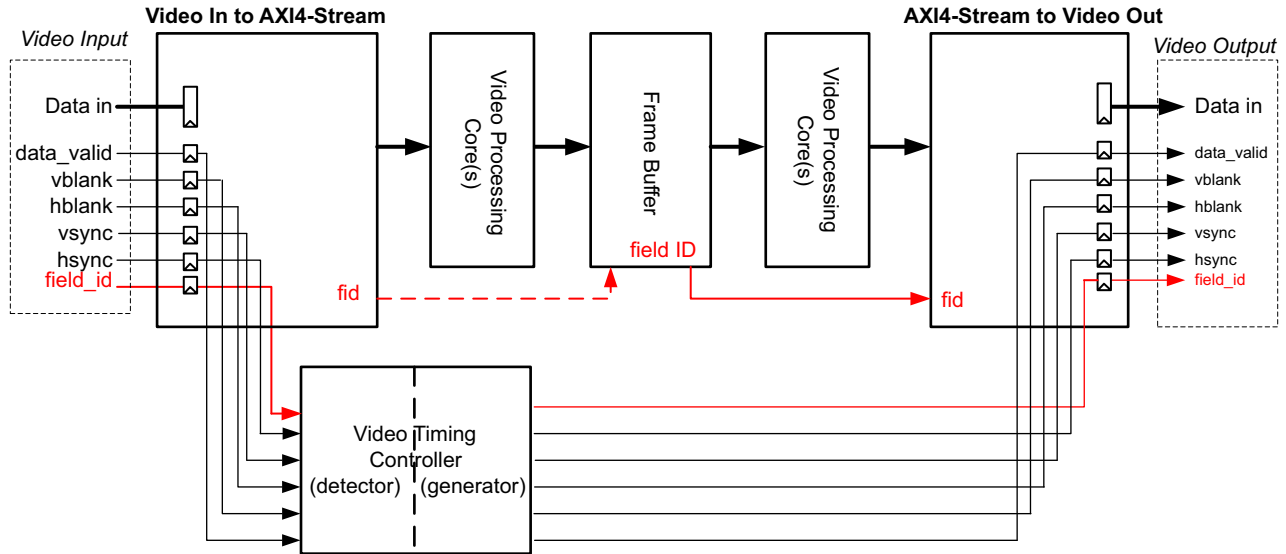 Video In to AXI4-Stream
AXI4-Stream to Video Out
Video Input
Video Output
Data in
data_valid
vblank
hblank
vsync
hsync
field_id
fid
Video Processing
Core(s)
Frame Buffer
field ID
Video Processing
Core(s)
fid
Data in
data_valid
vblank
hblank
vsync
hsync
field_id
Video Timing
Controller
(detector)
(generator)